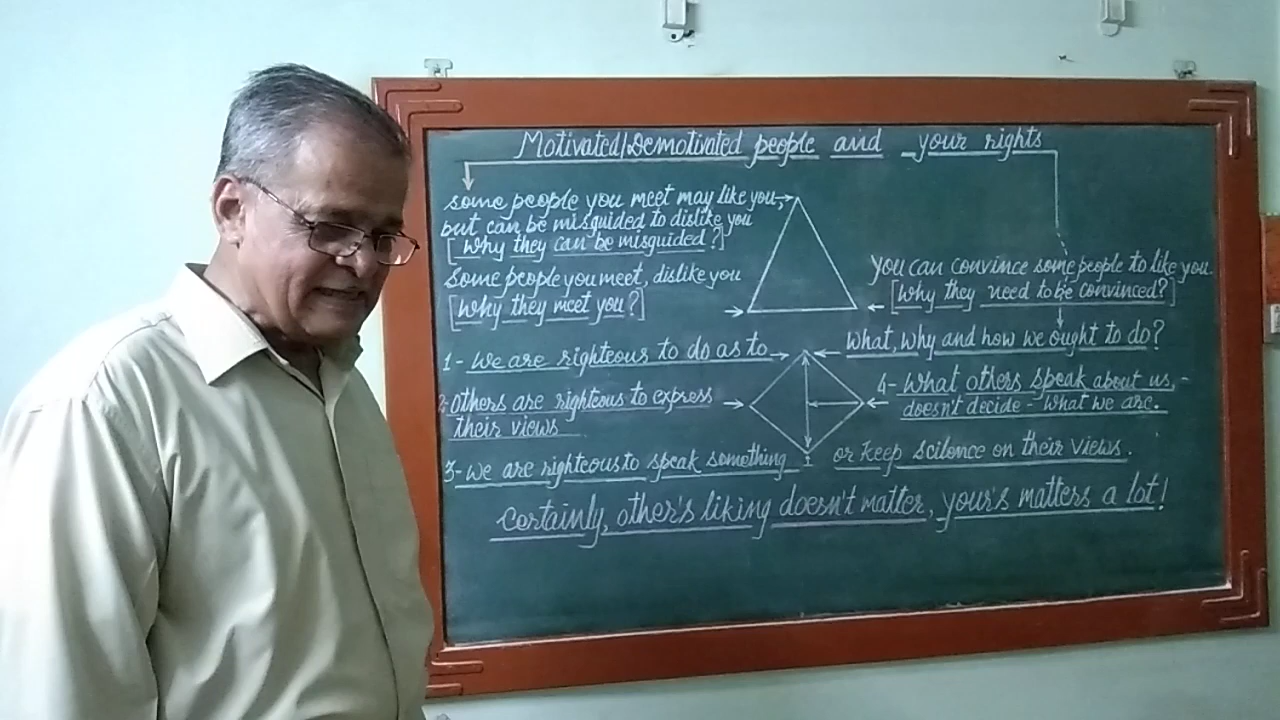 Motivated/Demotivated people and your rights
some people you meet may like you,
but can be misguided to dislike you
[Why they can be misguided?]
Some people you meet, dislike you
[Why they meet you?]
You can convince some people to like you.
[Why they need to be convinced?]
1- We are righteous to do as to
What, why and how we ought to do?
2- Others are righteous to express
their views
4- What others speak about us, -
doesn't decide - what we are.
3- We are righteous to speak something or keep scilence on their views.
Certainly, other's liking doesn't matter, your's matters a lot!